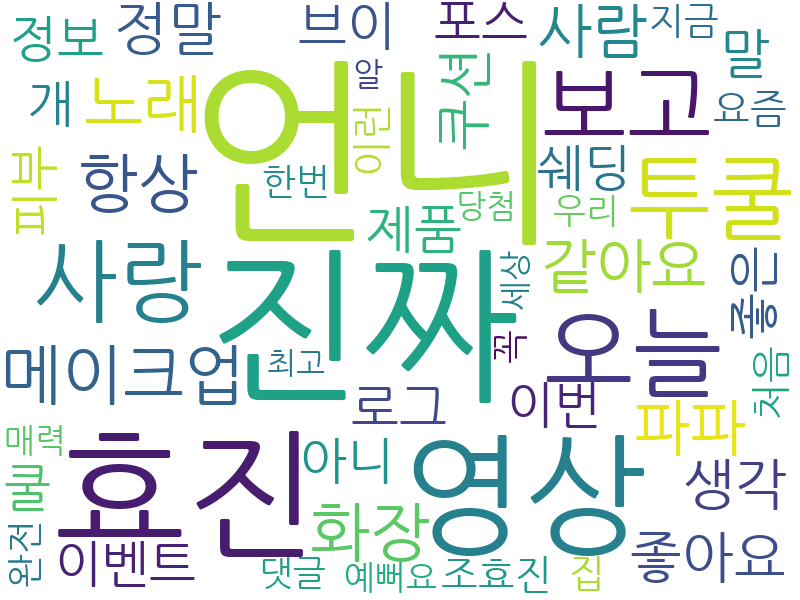 정보
정말
브이
포스
사람
지금
말
개
노래
알
언니
쿠션
보고
요즘
이런
피부
항상
한번
쉐딩
투쿨
당첨
우리
제품
사랑
진짜
세상
같아요
좋은
메이크업
최고
꼭
오늘
처음
로그
이번
파파
매력
효진
아니
영상
생각
쿨
화장
완전
이벤트
댓글
예뻐요
조효진
집
좋아요